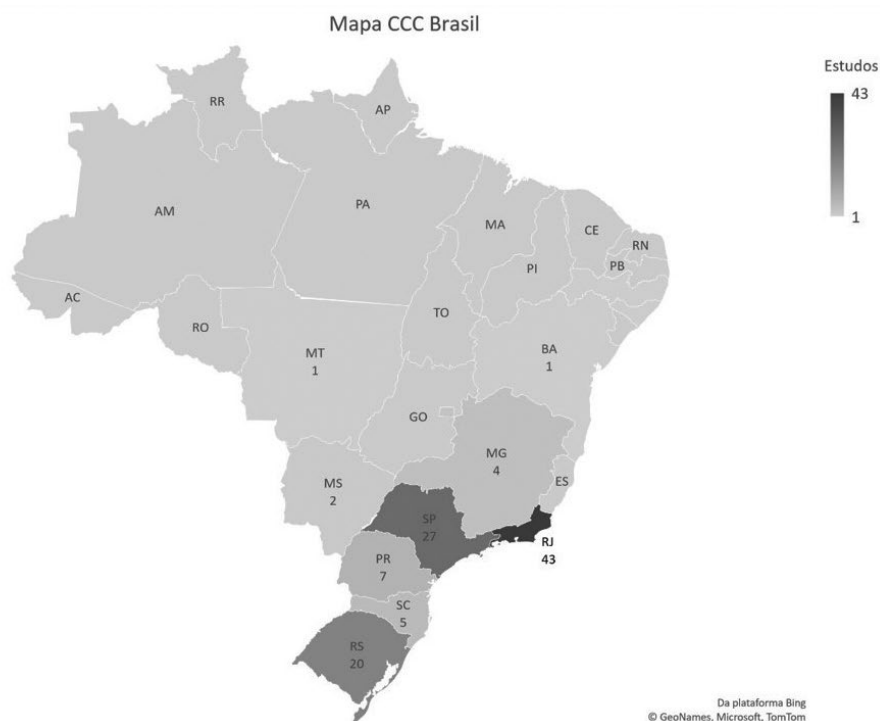 Mapa CCC Brasil
Estudos
43
1
RR
AP
AM
PA
MA
CE
RN
PB
PI
AC
RO
TO
MT
1
BA
1
GO
MG
4
ES
MS
2
SP
27
RJ
43
PR
7
SC
5
RS
20
Da plataforma Bing
© GeoNames, Microsoft, TomTom